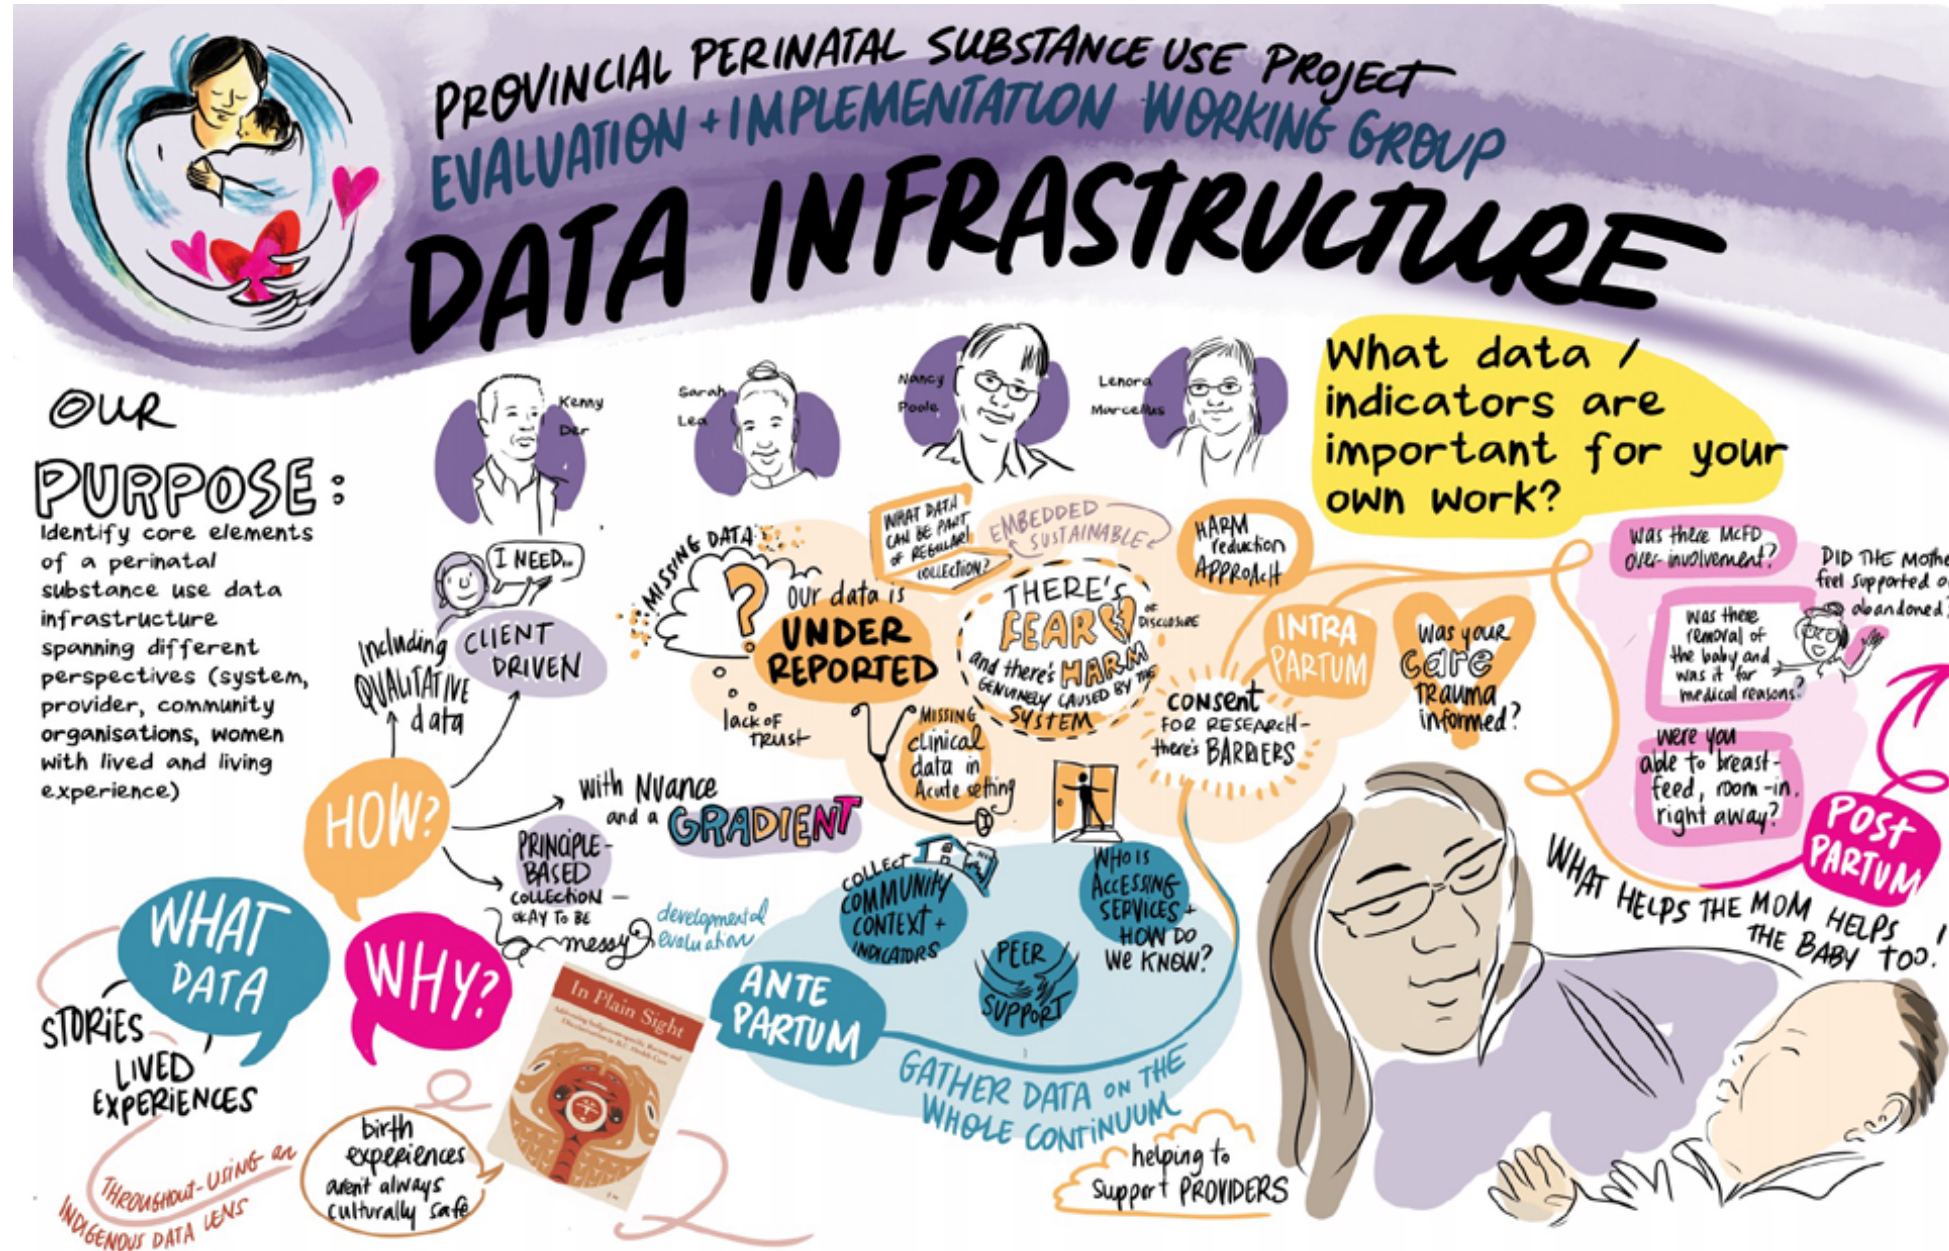 PROVINCIAL PERINATAL SUBSTANCE USE PROJECT
EVALUATION + IMPLEMENTATION WORKING GROUP
DATA INFRASTRUCTURE
OUR
PURPOSE:
Identify core elements
of a perinatal
substance use data
infrastructure
spanning different
perspectives (system,
provider, community
organisations, women
with lived and living
experience)
Kenny
Der
Sarah
Lea
Nancy
Poole
Lenora
Marcellus
What data /
indicators are
important for your
own work?
I NEED...
CLIENT
DRIVEN
Including
QUALITATIVE
data
HOW?
with Nuance
and a GRADIENT
PRINCIPLE-
BASED
COLLECTION -
OKAY TO BE
messy
developmental
evaluation
WHAT
DATA
STORIES
LIVED
EXPERIENCES
THROUGHOUT - USING an
INDIGENOUS DATA LENS
WHY?
birth
experiences
arent always
culturally safe
In Plain Sight
Addressing Indigenous-specific Racism and
Discrimination in B.C. Health Care
MISSING DATA
?
our data is
UNDER
REPORTED
lack of
TRUST
WHAT DATA
CAN BE PART
OF REGULAR
COLLECTION?
EMBEDDED
SUSTAINABLE
THERE'S
FEAR
OF
DISCLOSURE
and there's HARM
GENUINELY CAUSED BY THE
SYSTEM
MISSING
clinical
data in
Acute setting
HARM
reduction
APPROACH
INTRA
PARTUM
consent
FOR RESEARCH -
there's BARRIERS
Was your
care
trauma
informed?
Was there MCFD
over-involvement?
DID THE Mothe
feel supported o
abandoned?
Was there
removal of
the baby and
was it for
medical reasons?
were you
able to breast-
feed, room-in,
right away?
POST
PARTUM
WHAT HELPS THE MOM HELPS
THE BABY TOO!
ANTE
PARTUM
COLLECT
COMMUNITY
CONTEXT +
INDICATORS
PEER
SUPPORT
WHO IS
ACCESSING
SERVICES +
HOW DO
WE KNOW?
GATHER DATA ON THE
WHOLE CONTINUUM
helping to
Support PROVIDERS